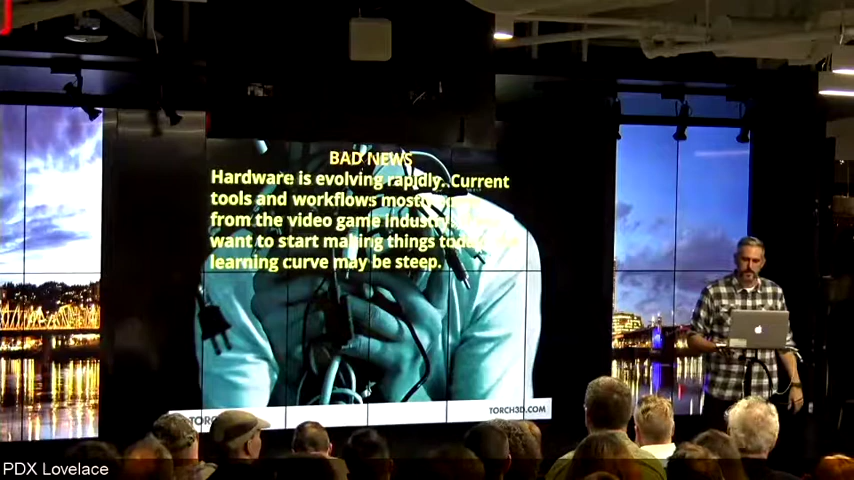 BAD NEWS
Hardware is evolving rapidly. Current
tools and workflows mostly
from the video game industry.
want to start making things today,
learning curve may be steep.
TORCH3D.COM
PDX Lovelace